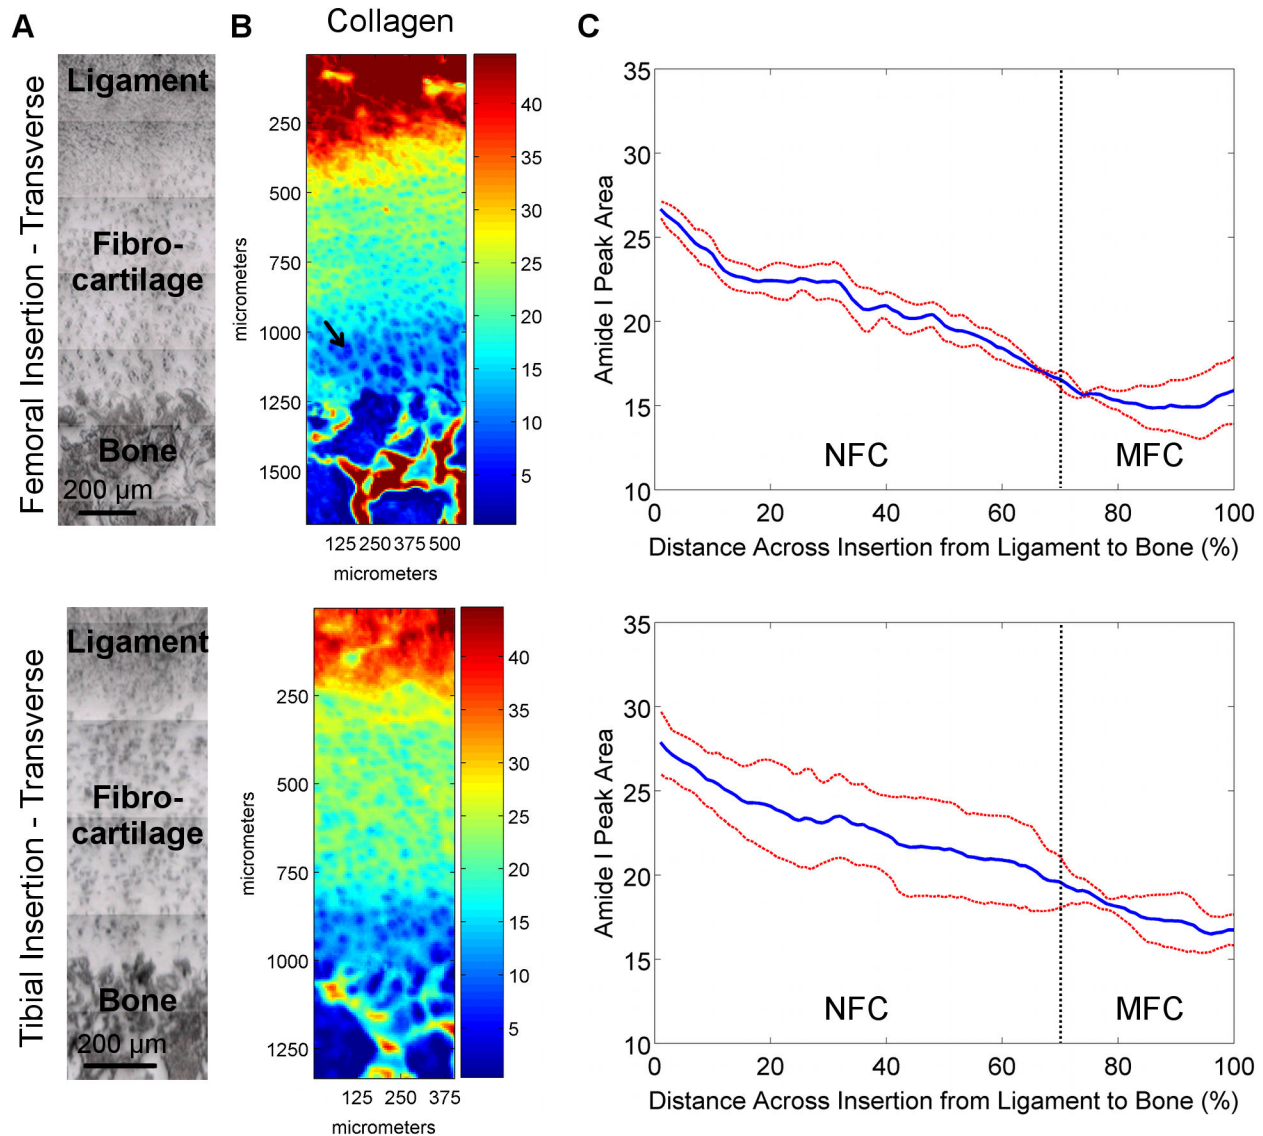 A
B
Collagen
C
Femoral Insertion - Transverse
Ligament
Fibro-
cartilage
Bone
200 µm
micrometers
250
500
750
1000
1250
1500
125 250 375 500
micrometers
40
35
30
25
20
15
10
5
Amide I Peak Area
35
30
25
20
15
10
NFC
MFC
0 20 40 60 80 100
Distance Across Insertion from Ligament to Bone (%)
Tibial Insertion - Transverse
Ligament
Fibro-
cartilage
Bone
200 µm
micrometers
250
500
750
1000
1250
125 250 375
micrometers
40
35
30
25
20
15
10
5
Amide I Peak Area
35
30
25
20
15
10
NFC
MFC
0 20 40 60 80 100
Distance Across Insertion from Ligament to Bone (%)